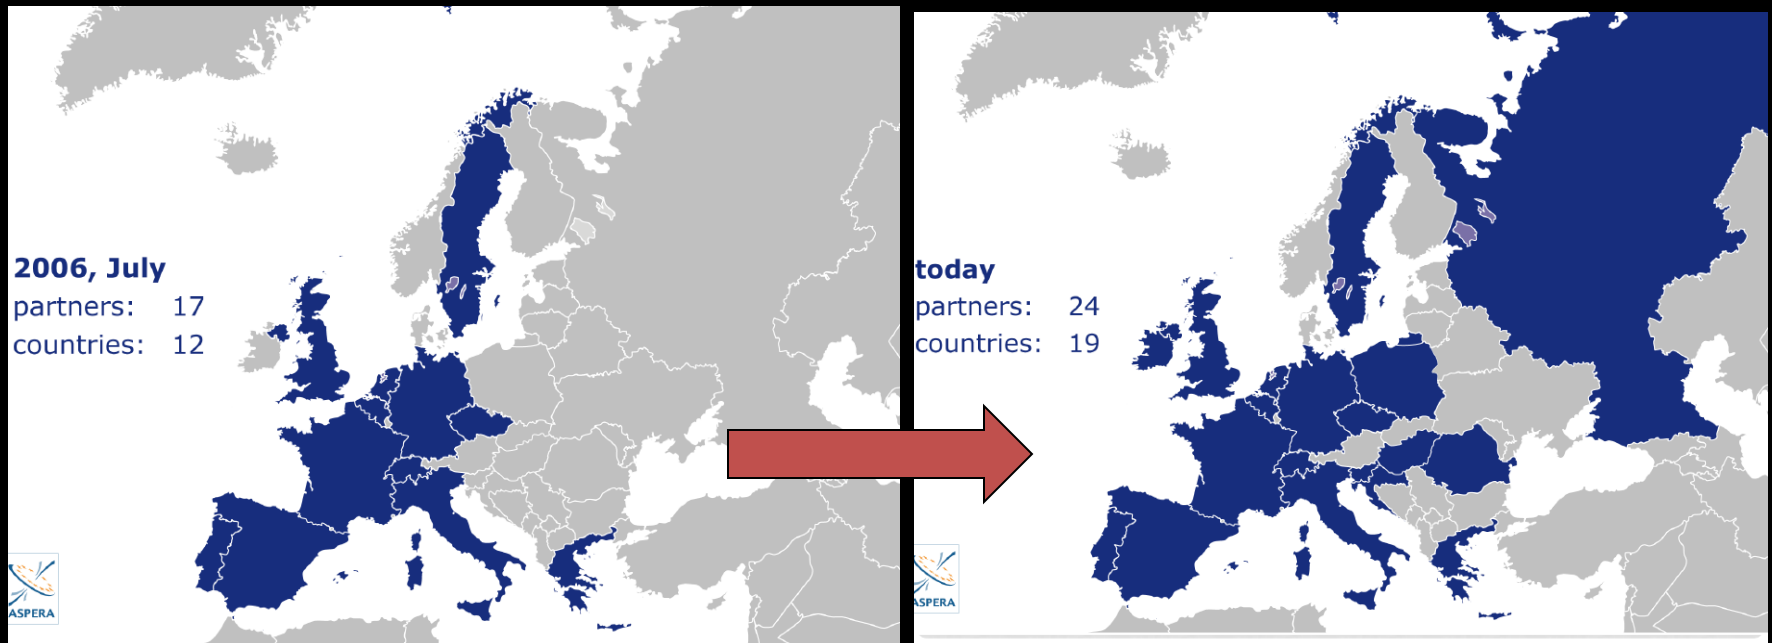 2006, July
partners: 17
countries: 12
ASPERA
today
partners: 24
countries: 19
ASPERA